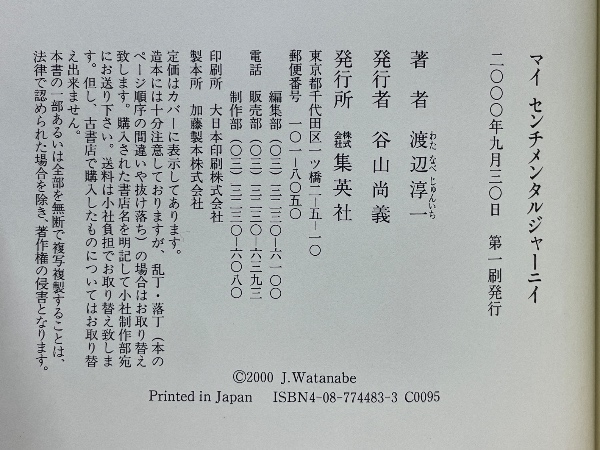 マイ センチメンタルジャーニイ
二〇〇〇年九月三〇日 第一刷発行
著者 渡辺淳一
わたなべじゅんいち
発行者 谷山尚義
発行所 株式会社 集英社
東京都千代田区一ツ橋二―五―一〇
郵便番号 一〇一―八〇五〇
編集部 (〇三) 三二三〇―六一〇〇
電話 販売部 (〇三) 三二三〇―六三九三
制作部 (〇三) 三二三〇―六〇八〇
印刷所 大日本印刷株式会社
製本所 加藤製本株式会社
定価はカバーに表示してあります。
造本には十分注意しておりますが、乱丁・落丁(本の
ページ順序の間違いや抜け落ち)の場合はお取り替え
致します。購入された書店名を明記して小社制作部宛
にお送り下さい。送料は小社負担でお取り替え致しま
す。但し、古書店で購入したものについてはお取り替
え出来ません。
本書の一部あるいは全部を無断で複写複製することは、
法律で認められた場合を除き、著作権の侵害となります。
©2000 J.Watanabe
Printed in Japan ISBN4-08-774483-3 C0095